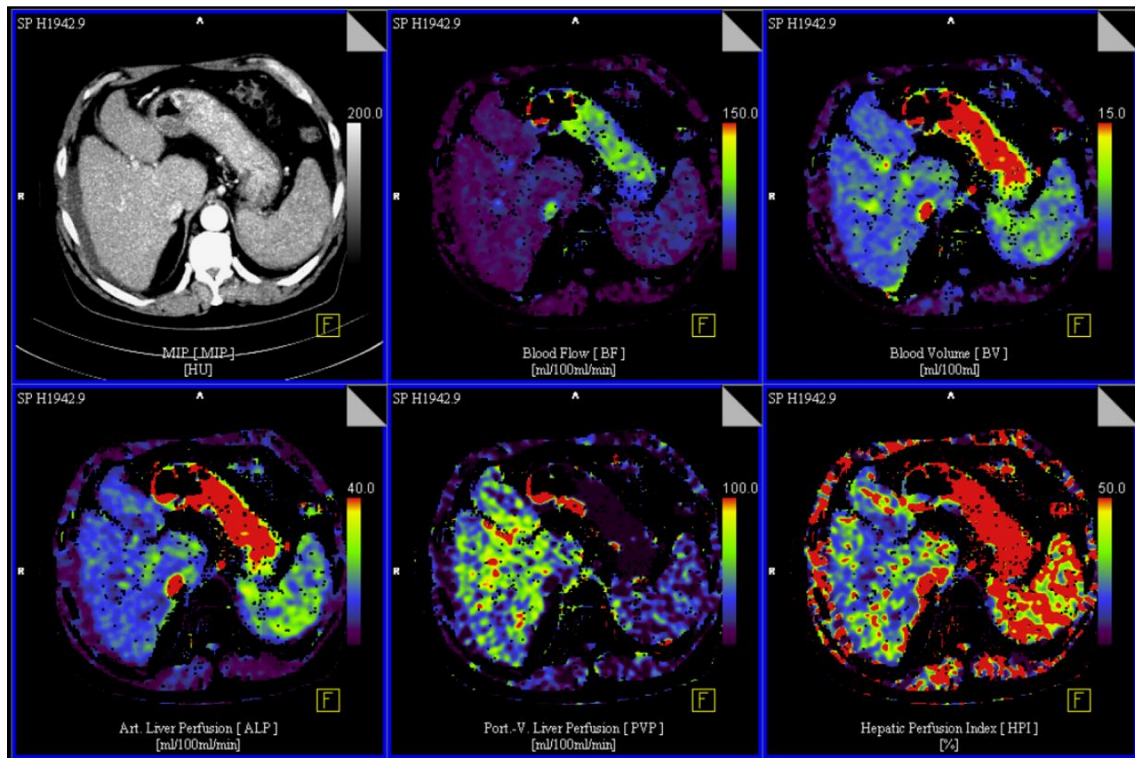 SP H1942.9
A
200.0
R
F
MIP [ MIP ]
[HU]
SP H1942.9
A
150.0
R
F
Blood Flow [ BF ]
[ml/100ml/min]
SP H1942.9
A
15.0
R
F
Blood Volume [ BV ]
[ml/100ml]
SP H1942.9
A
40.0
R
F
Art. Liver Perfusion [ ALP ]
[ml/100ml/min]
SP H1942.9
A
100.0
R
F
Port.-V. Liver Perfusion [ PVP ]
[ml/100ml/min]
SP H1942.9
A
50.0
R
F
Hepatic Perfusion Index [ HPI ]
[%]